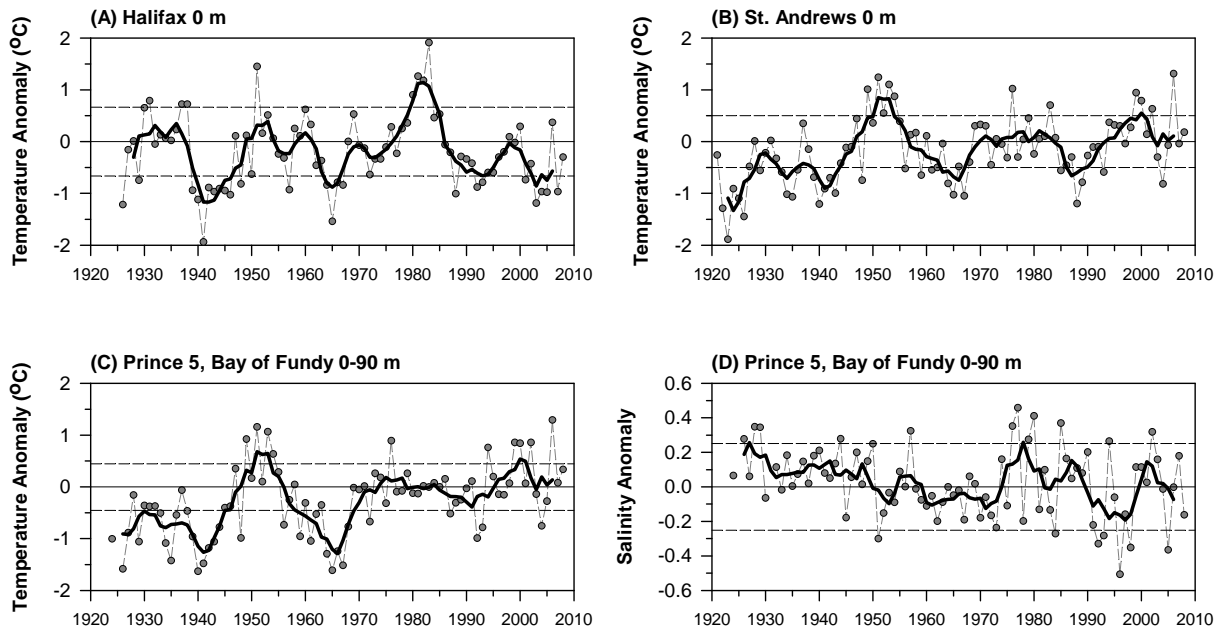 (A) Halifax 0 m
Temperature Anomaly (°C)
2
1
0
-1
-2
1920 1930 1940 1950 1960 1970 1980 1990 2000 2010
(B) St. Andrews 0 m
Temperature Anomaly (°C)
2
1
0
-1
-2
1920 1930 1940 1950 1960 1970 1980 1990 2000 2010
(C) Prince 5, Bay of Fundy 0-90 m
Temperature Anomaly (°C)
2
1
0
-1
-2
1920 1930 1940 1950 1960 1970 1980 1990 2000 2010
(D) Prince 5, Bay of Fundy 0-90 m
Salinity Anomaly
0.6
0.4
0.2
0.0
-0.2
-0.4
-0.6
1920 1930 1940 1950 1960 1970 1980 1990 2000 2010